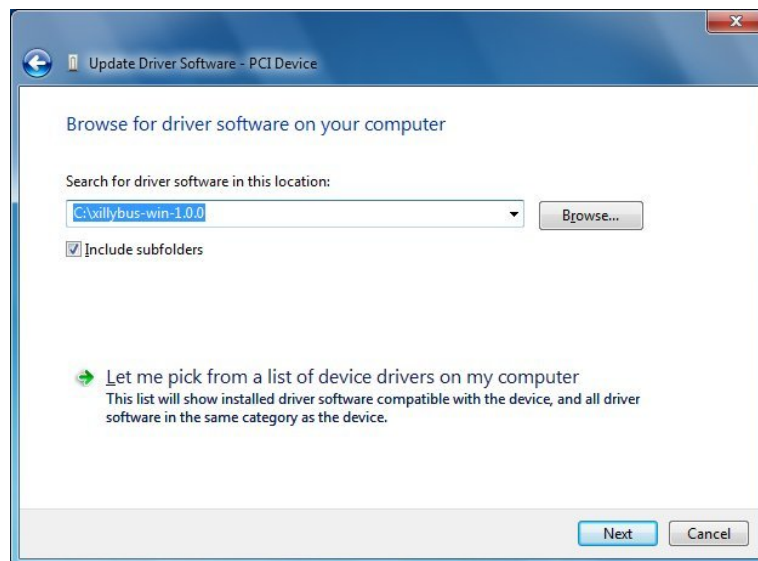 Update Driver Software - PCI Device
Browse for driver software on your computer
Search for driver software in this location:
C:\xillybus-win-1.0.0
Browse...
Include subfolders
Let me pick from a list of device drivers on my computer
This list will show installed driver software compatible with the device, and all driver
software in the same category as the device.
Next
Cancel